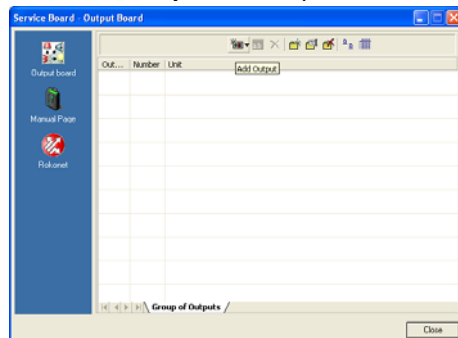 Service Board - Output Board
Output board
Manual Page
Rokonet
Out... Number Unit
Add Output
Group of Outputs
Close